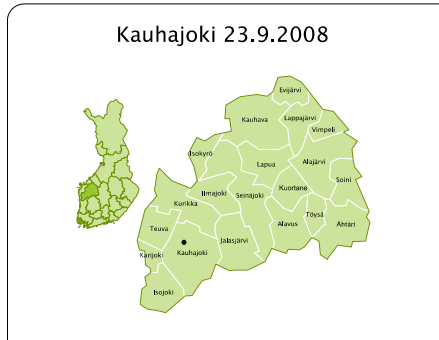 Kauhajoki 23.9.2008
Evijärvi
Lappajärvi
Kauhava
Vimpeli
Isokyrö
Lapua
Alajärvi
Soini
Kuortane
Ilmajoki
Seinäjoki
Kurikka
Töysä
Ähtäri
Teuva
Alavus
Jalasjärvi
Karijoki
Kauhajoki
Isojoki